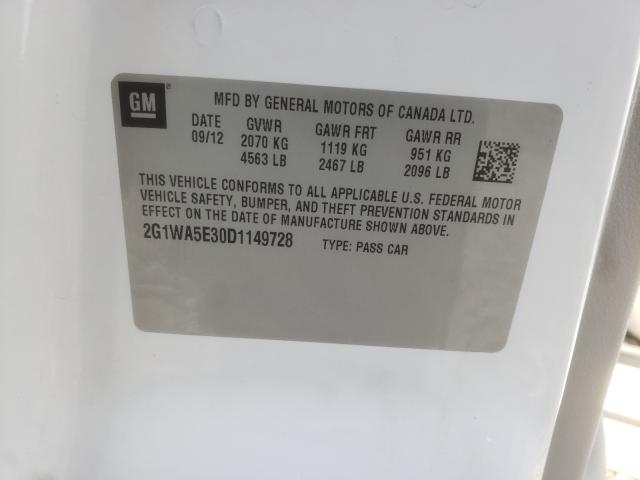 GM ®
MFD BY GENERAL MOTORS OF CANADA LTD.
DATE GVWR GAWR FRT GAWR RR
09/12 2070 KG 1119 KG 951 KG
4563 LB 2467 LB 2096 LB
THIS VEHICLE CONFORMS TO ALL APPLICABLE U.S. FEDERAL MOTOR
VEHICLE SAFETY, BUMPER, AND THEFT PREVENTION STANDARDS IN
EFFECT ON THE DATE OF MANUFACTURE SHOWN ABOVE.
2G1WA5E30D1149728 TYPE: PASS CAR